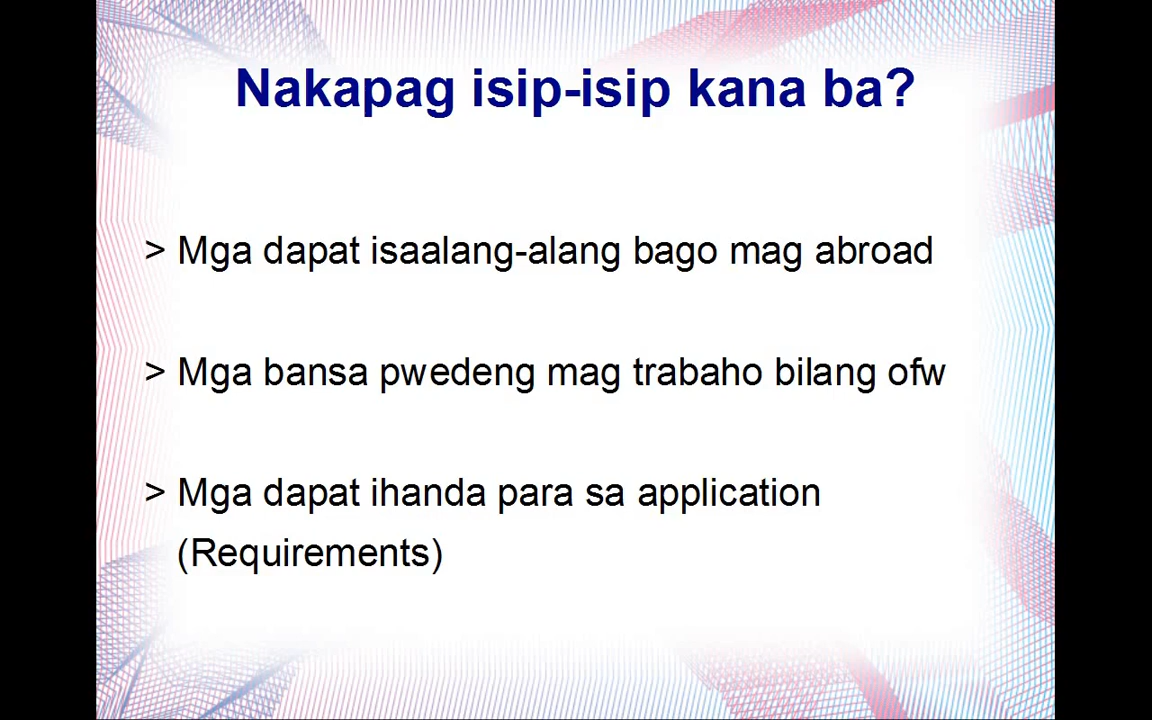 Nakapag isip-isip kana ba?
> Mga dapat isaalang-alang bago mag abroad
> Mga bansa pwedeng mag trabaho bilang ofw
> Mga dapat ihanda para sa application
(Requirements)